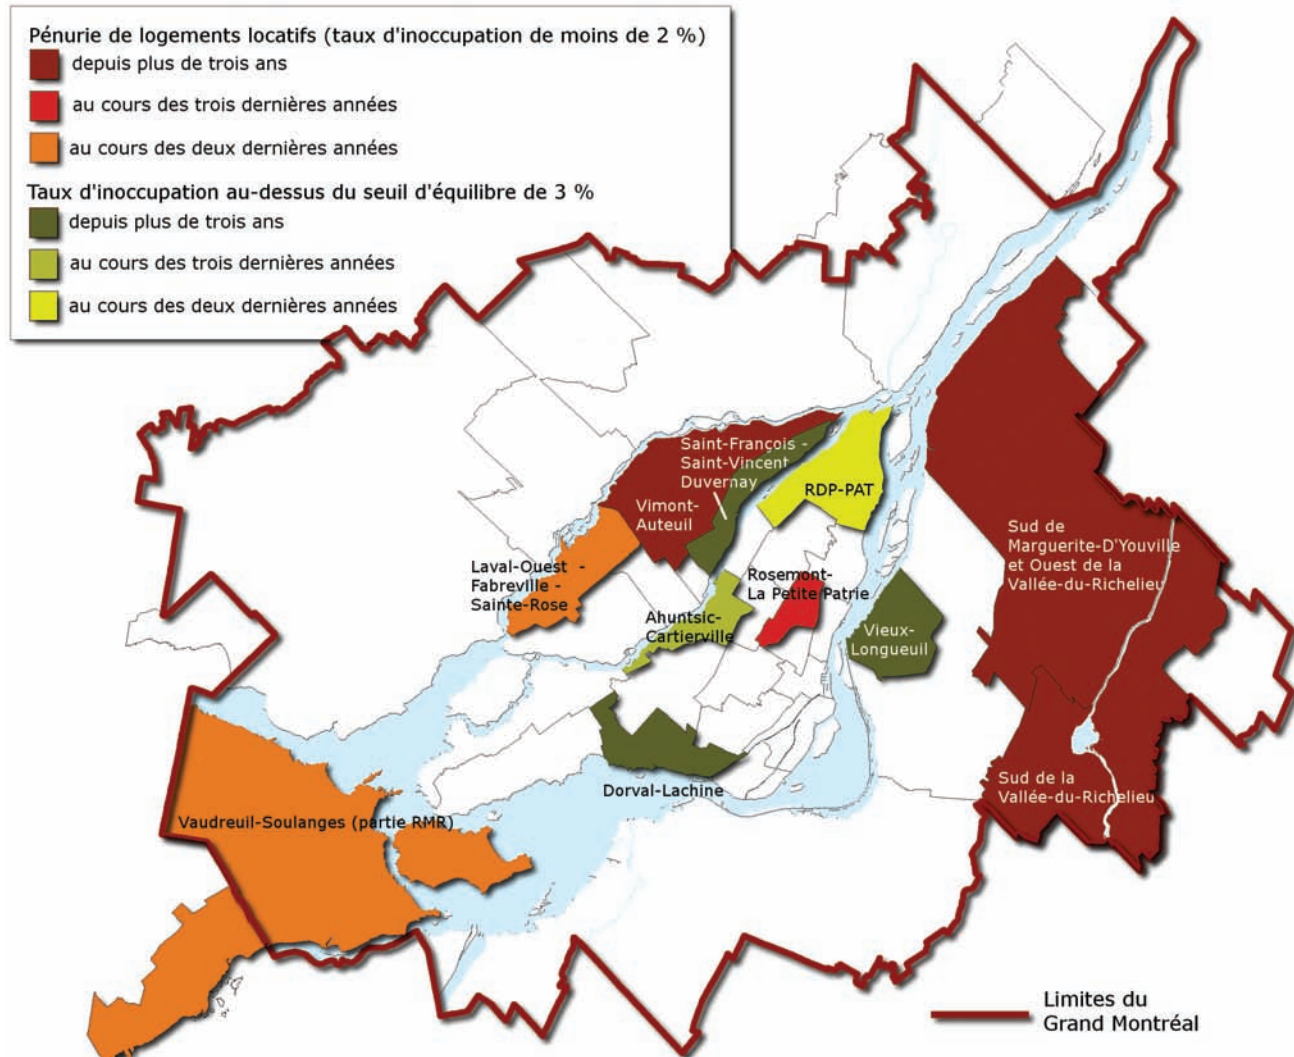 Pénurie de logements locatifs (taux d'inoccupation de moins de 2 %)
depuis plus de trois ans
au cours des trois dernières années
au cours des deux dernières années
Taux d'inoccupation au-dessus du seuil d'équilibre de 3 %
depuis plus de trois ans
au cours des trois dernières années
au cours des deux dernières années
Saint-François -
Saint-Vincent
Duvernay
RDP-PAT
Vimont-
Auteuil
Sud de
Marguerite-D'Youville
et Ouest de la
Vallée-du-Richelieu
Laval-Ouest -
Fabreville -
Sainte-Rose
Rosemont-
La Petite Patrie
Ahuntsic-
Cartierville
Vieux-
Longueuil
Dorval-Lachine
Sud de la
Vallée-du-Richelieu
Vaudreuil-Soulanges (partie RMR)
Limites du
Grand Montréal